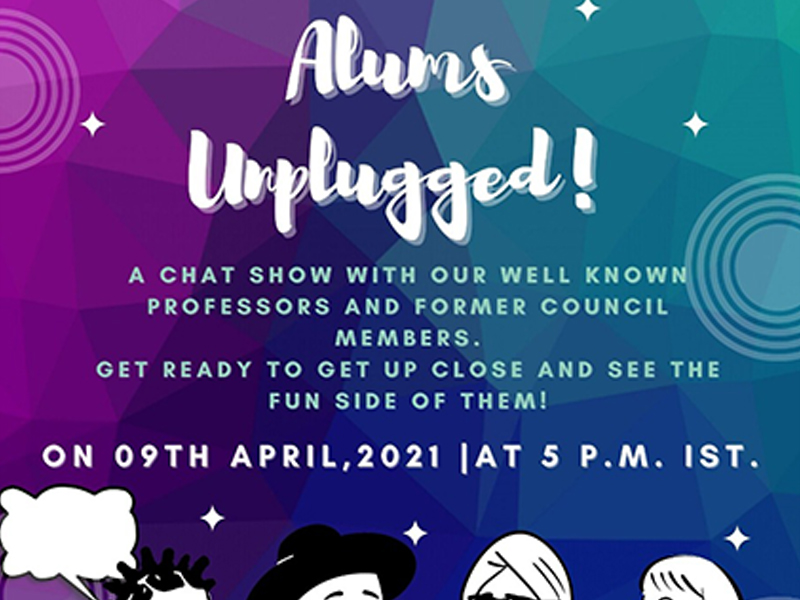 Alums
Unplugged!
A CHAT SHOW WITH OUR WELL KNOWN
PROFESSORS AND FORMER COUNCIL
MEMBERS.
GET READY TO GET UP CLOSE AND SEE THE
FUN SIDE OF THEM!
ON 09TH APRIL,2021 |AT 5 P.M. IST.